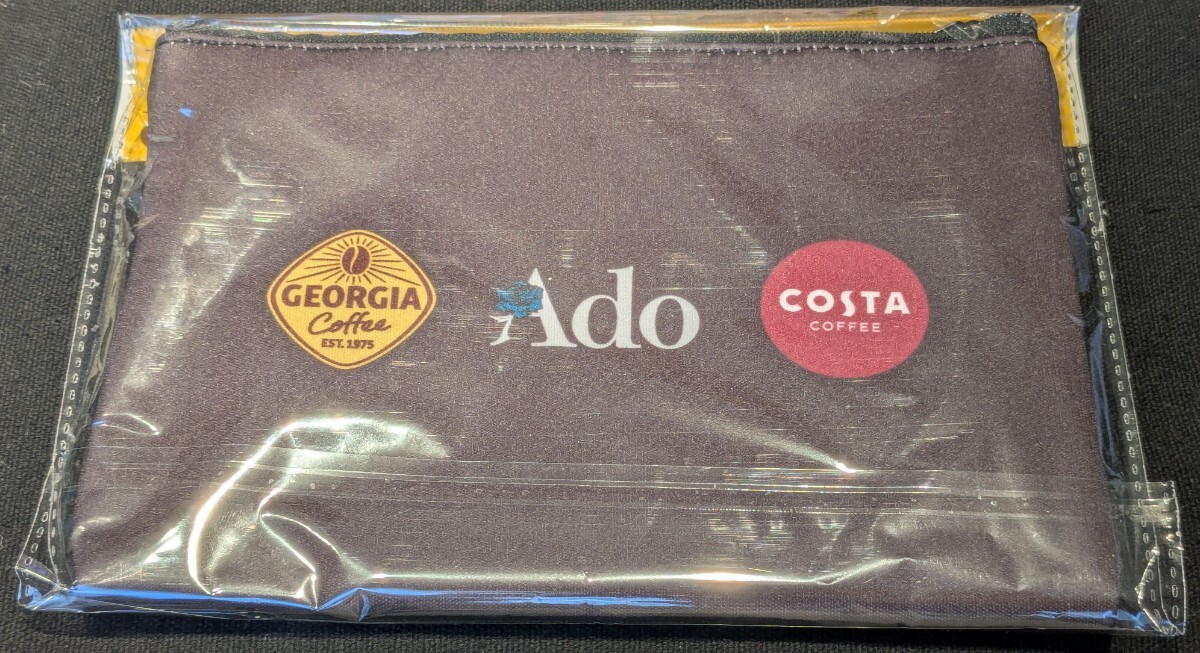 GEORGIA
Coffee
EST. 1975
Ado
COSTA
COFFEE